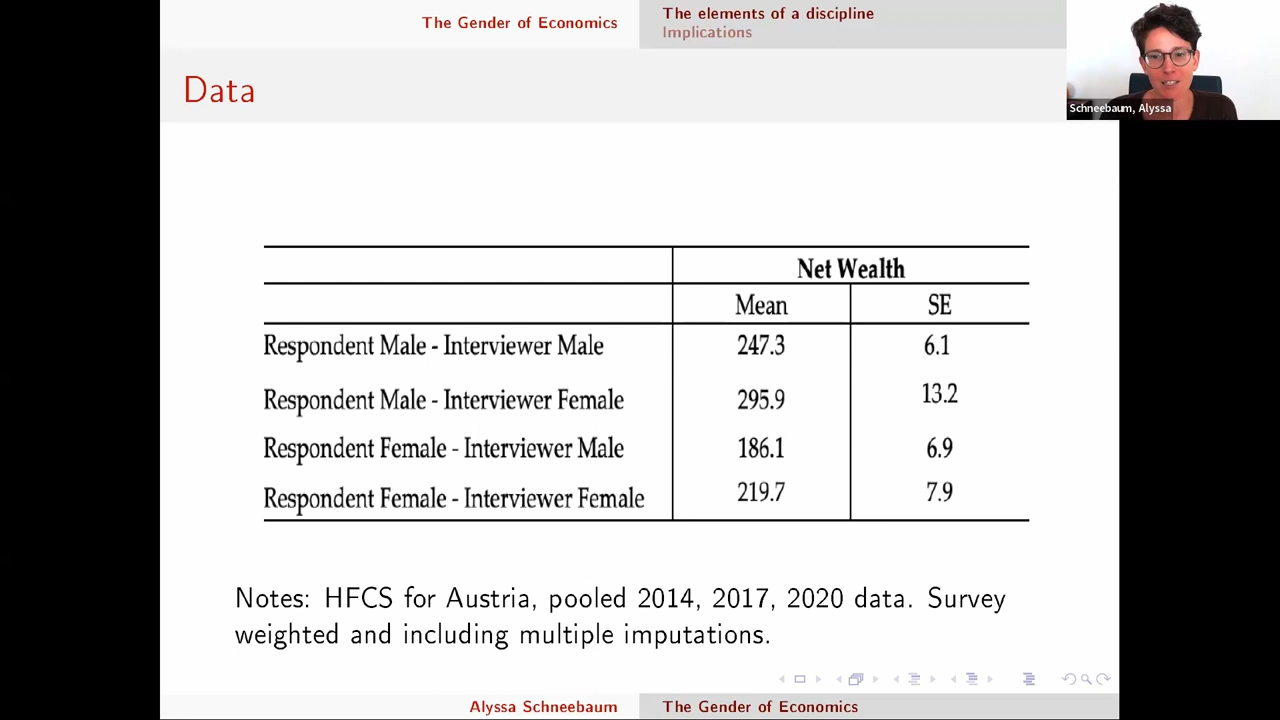 The Gender of Economics
The elements of a discipline
Implications
Schneebaum, Alyssa
Data
Net Wealth
Mean SE
Respondent Male - Interviewer Male 247.3 6.1
Respondent Male - Interviewer Female 295.9 13.2
Respondent Female - Interviewer Male 186.1 6.9
Respondent Female - Interviewer Female 219.7 7.9
Notes: HFCS for Austria, pooled 2014, 2017, 2020 data. Survey
weighted and including multiple imputations.
Alyssa Schneebaum
The Gender of Economics